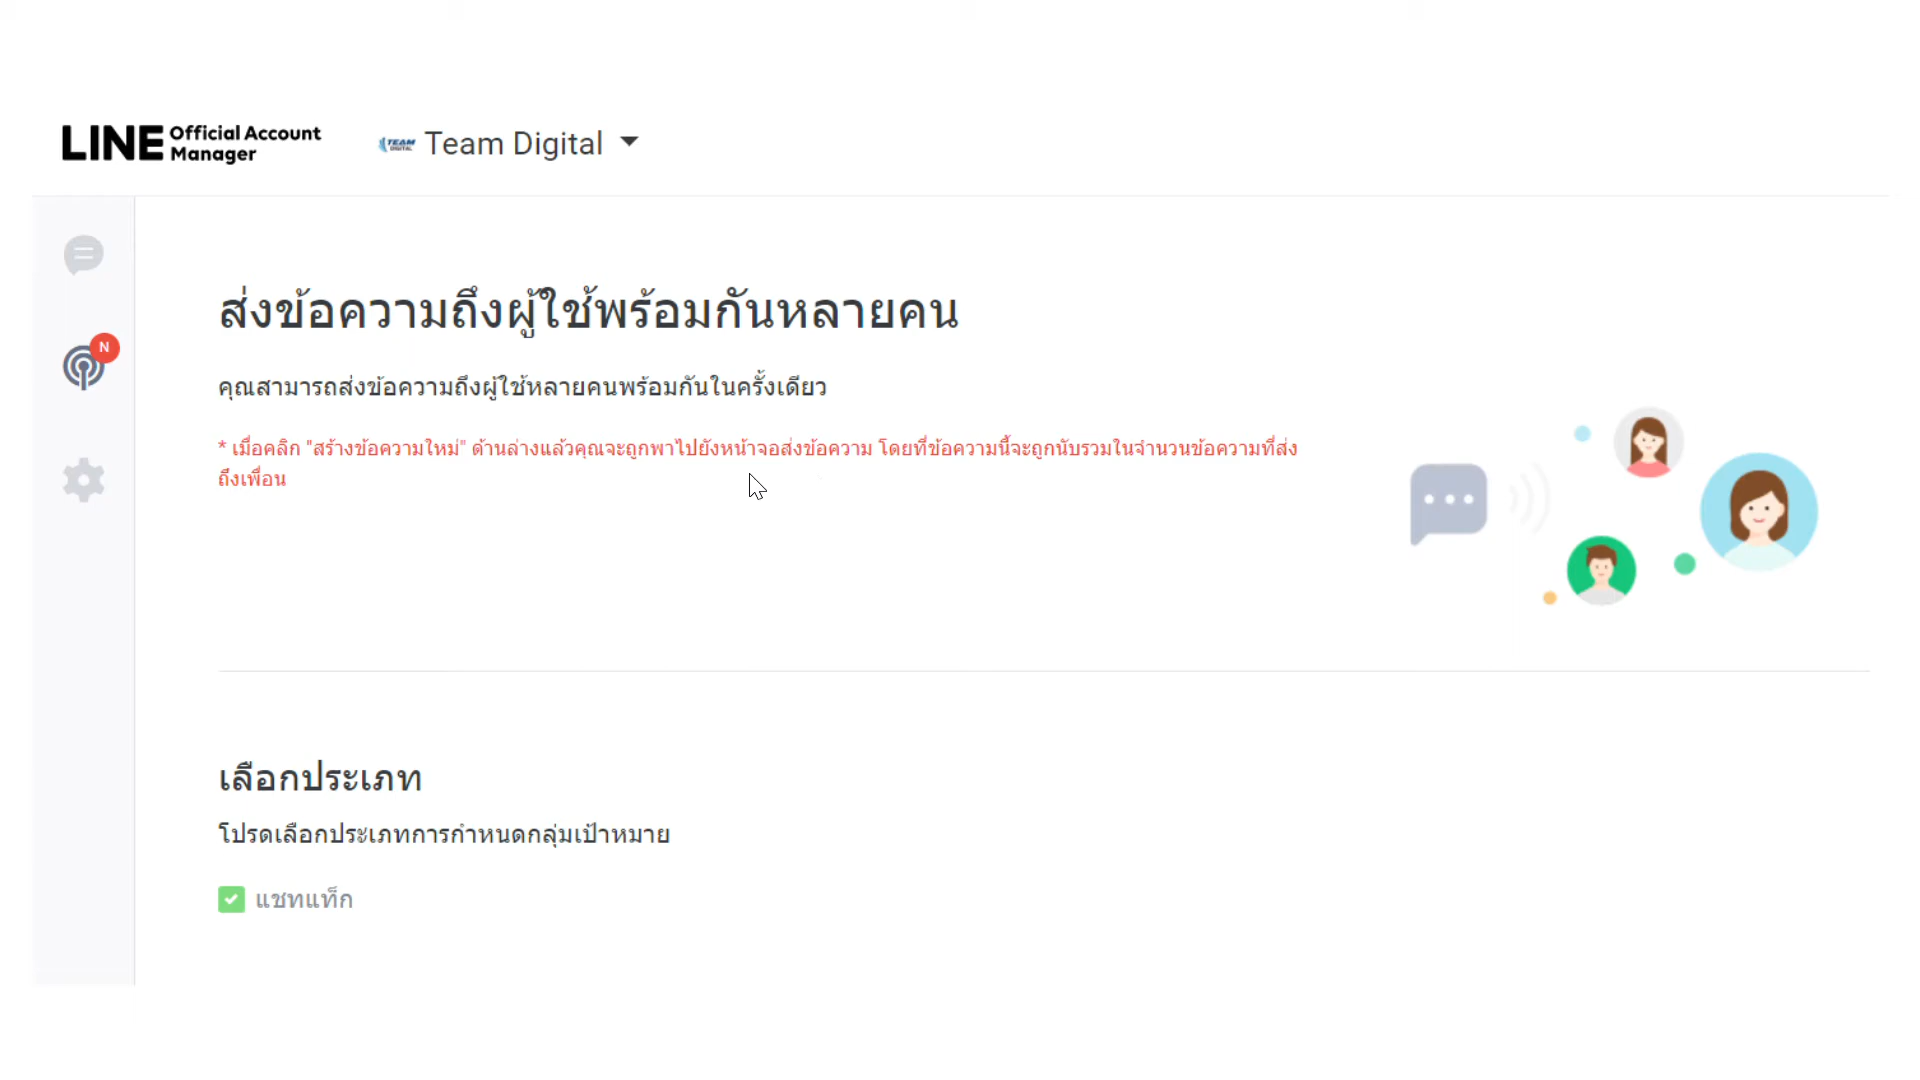 LINE Official Account Manager
TEAM DIGITAL Team Digital
N
ส่งข้อความถึงผู้ใช้พร้อมกันหลายคน
คุณสามารถส่งข้อความถึงผู้ใช้หลายคนพร้อมกันในครั้งเดียว
* เมื่อคลิก "สร้างข้อความใหม่" ด้านล่างแล้วคุณจะถูกพาไปยังหน้าจอส่งข้อความ โดยที่ข้อความนี้จะถูกนับรวมในจำนวนข้อความที่ส่ง
ถึงเพื่อน
เลือกประเภท
โปรดเลือกประเภทการกำหนดกลุ่มเป้าหมาย
แชทแท็ก